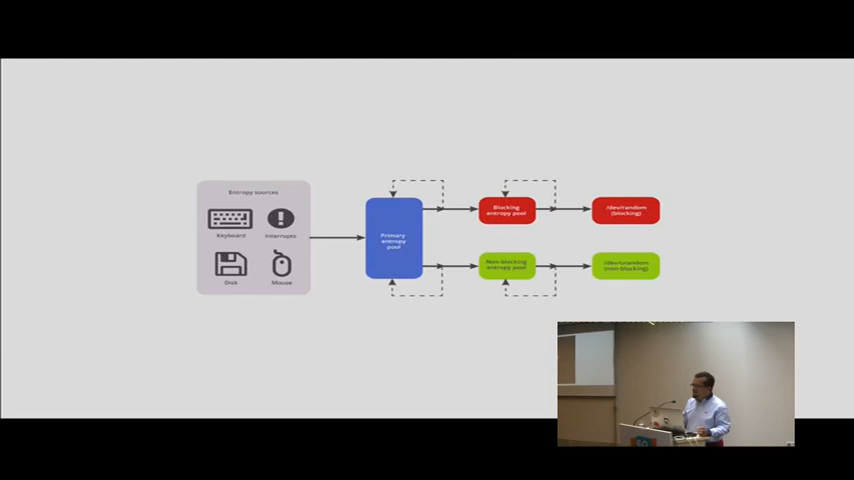 Entropy sources
Keyboard
Interrupts
Disk
Mouse
Primary
entropy
pool
Blocking
entropy pool
/dev/random
(blocking)
Non-blocking
entropy pool
/dev/urandom
(non-blocking)